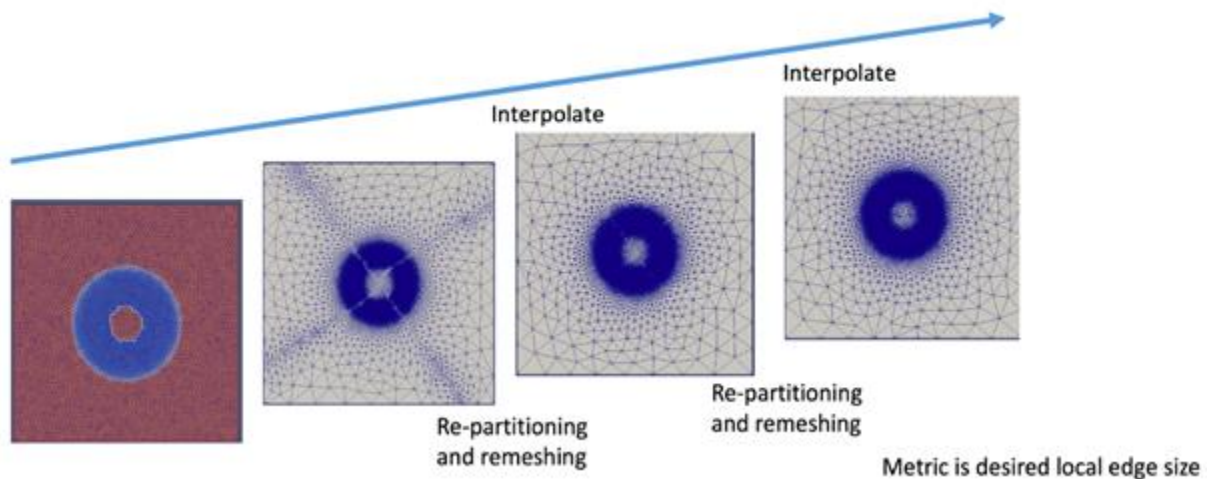 Interpolate
Interpolate
Re-partitioning
and remeshing
Re-partitioning
and remeshing
Metric is desired local edge size